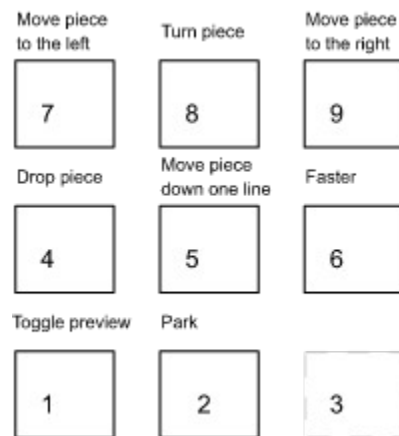 Move piece to the left
Turn piece
Move piece to the right
7
8
9
Drop piece
Move piece down one line
Faster
4
5
6
Toggle preview
Park
1
2
3